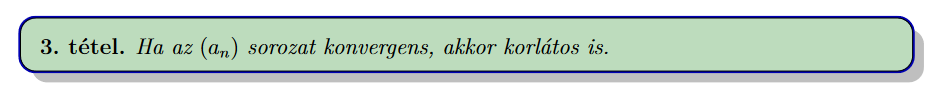 3. tétel. Ha az (aₙ) sorozat konvergens, akkor korlátos is.